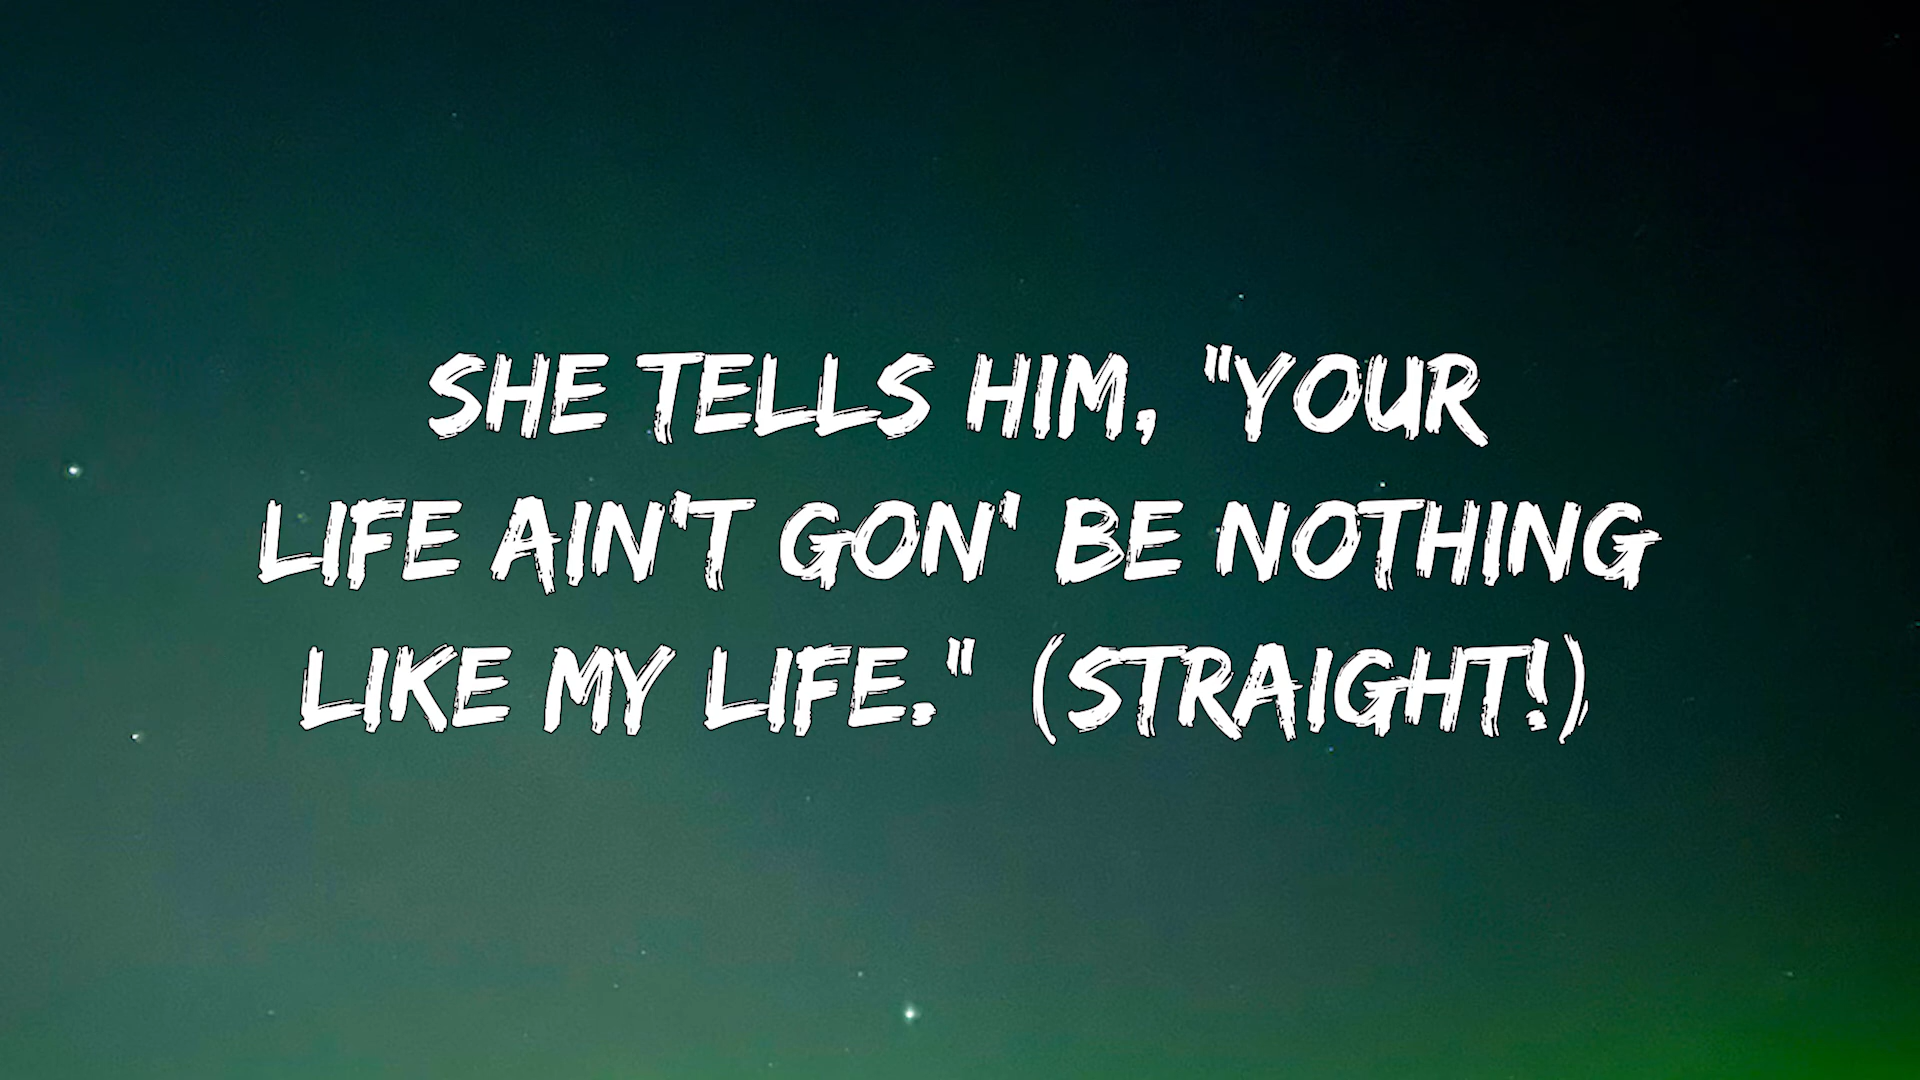 SHE TELLS HIM, "YOUR
LIFE AIN'T GON' BE NOTHING
LIKE MY LIFE." (STRAIGHT!)